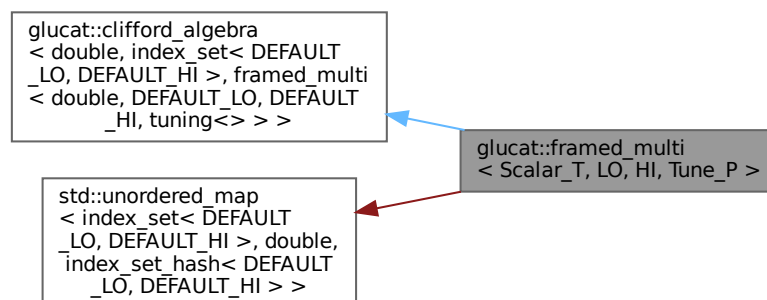 glucat::clifford_algebra
< double, index_set< DEFAULT
_LO, DEFAULT_HI >, framed_multi
< double, DEFAULT_LO, DEFAULT
_HI, tuning<> > >
glucat::framed_multi
< Scalar_T, LO, HI, Tune_P >
std::unordered_map
< index_set< DEFAULT
_LO, DEFAULT_HI >, double,
index_set_hash< DEFAULT
_LO, DEFAULT_HI > >